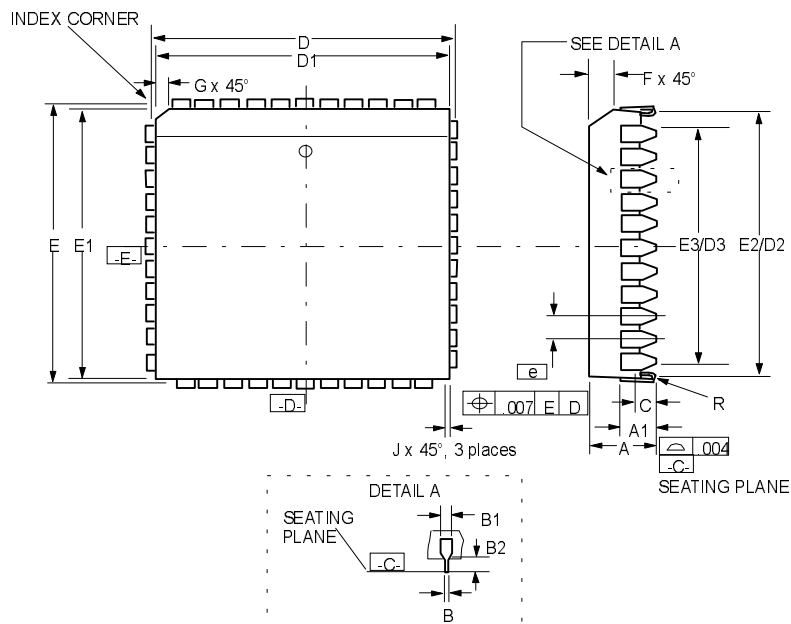 INDEX CORNER
D
D1
SEE DETAIL A
G x 45°
F x 45°
E
E1
-E-
E3/D3
E2/D2
e
-D-
.007 E D
C
R
A1
A
.004
-C-
J x 45°, 3 places
SEATING PLANE
DETAIL A
SEATING
PLANE
B1
B2
-C-
B